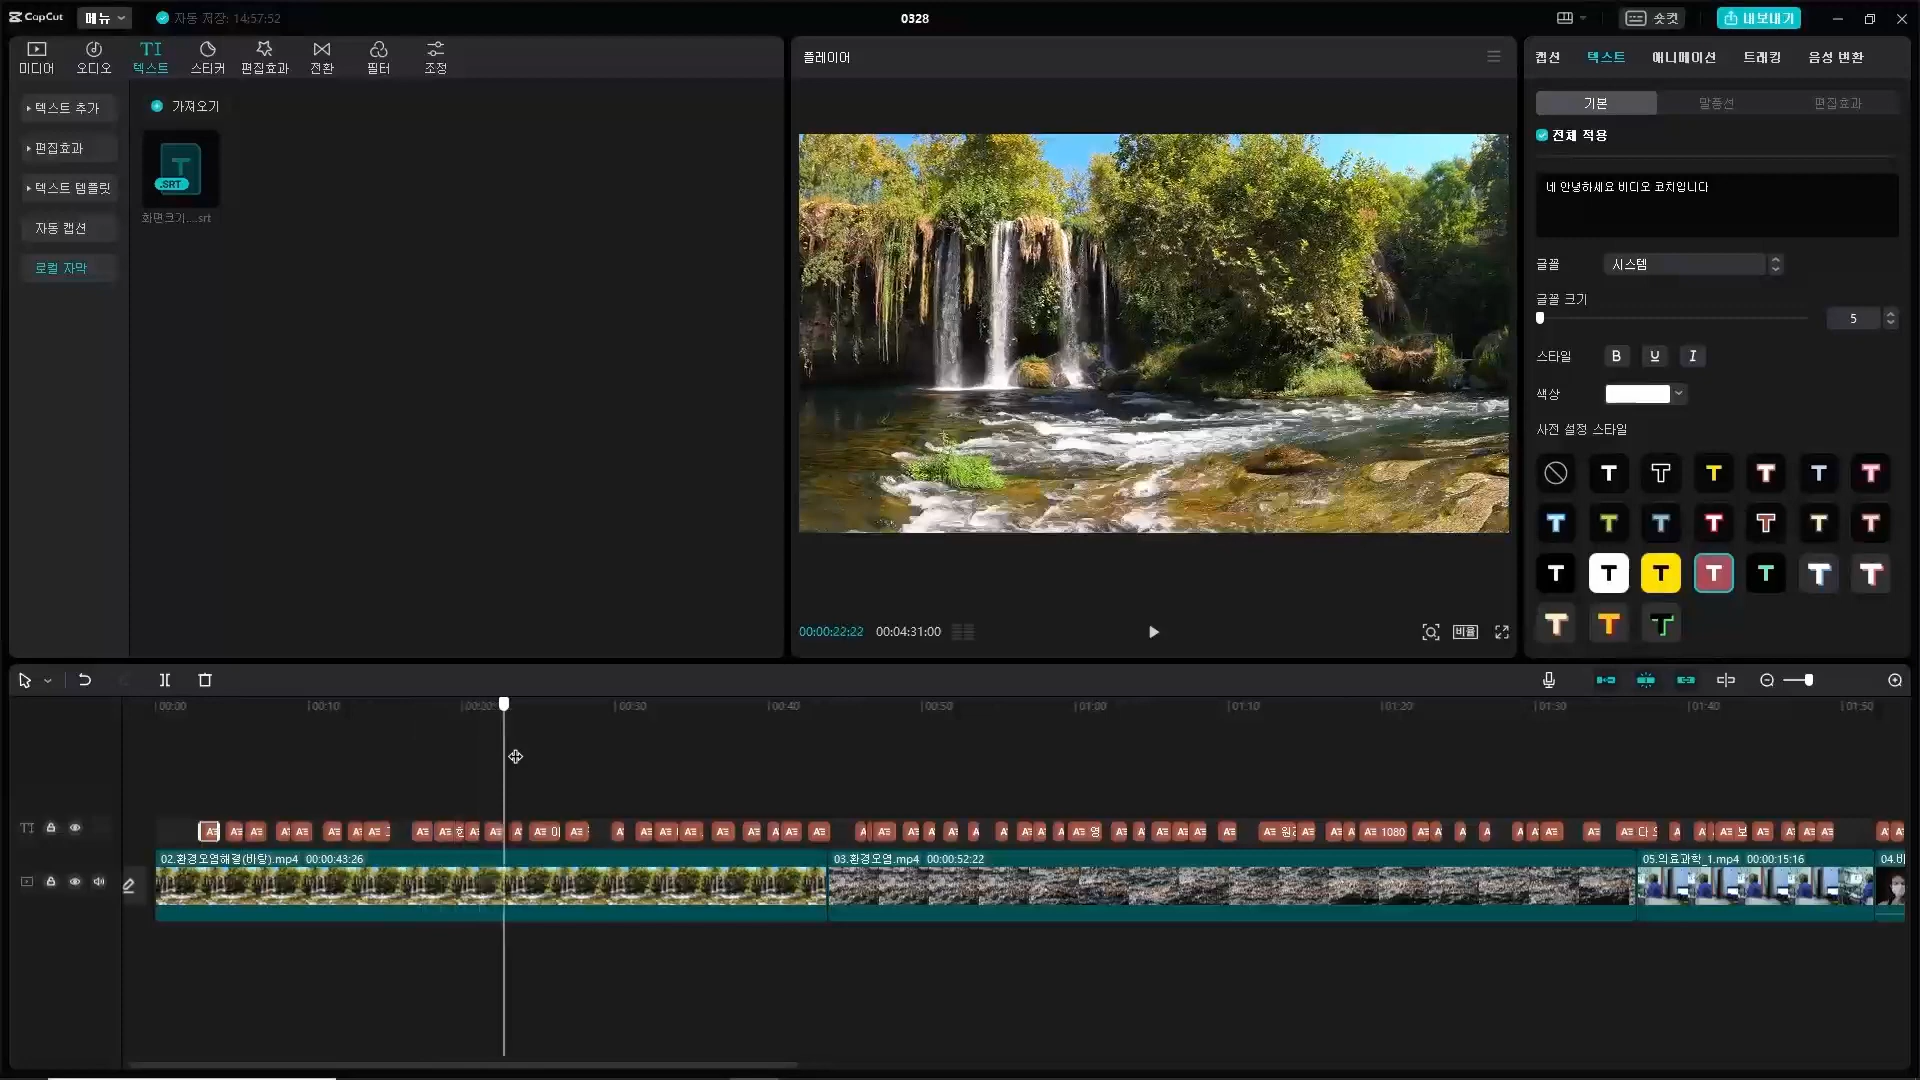 CapCut
메뉴
자동 저장: 14:57:52
0328
숏컷
내보내기
미디어
오디오
TI
텍스트
스티커
편집효과
전환
필터
조정
텍스트 추가
편집효과
텍스트 템플릿
자동 캡션
로컬 자막
가져오기
.SRT
화면크기....srt
플레이어
00:00:22:22
00:04:31:00
비율
캡션
텍스트
애니메이션
트래킹
음성 변환
기본
말풍선
편집효과
전체 적용
네 안녕하세요 비디오 코치입니다
글꼴
시스템
글꼴 크기
5
스타일
B U I
색상
사전 설정 스타일
00:00
00:10
00:20
00:30
00:40
00:50
01:00
01:10
01:20
01:30
01:40
01:50
1080
02.환경오염해결(바탕).mp4 00:00:43:26
03.환경오염.mp4 00:00:52:22
05.의료과학_1.mp4 00:00:15:16